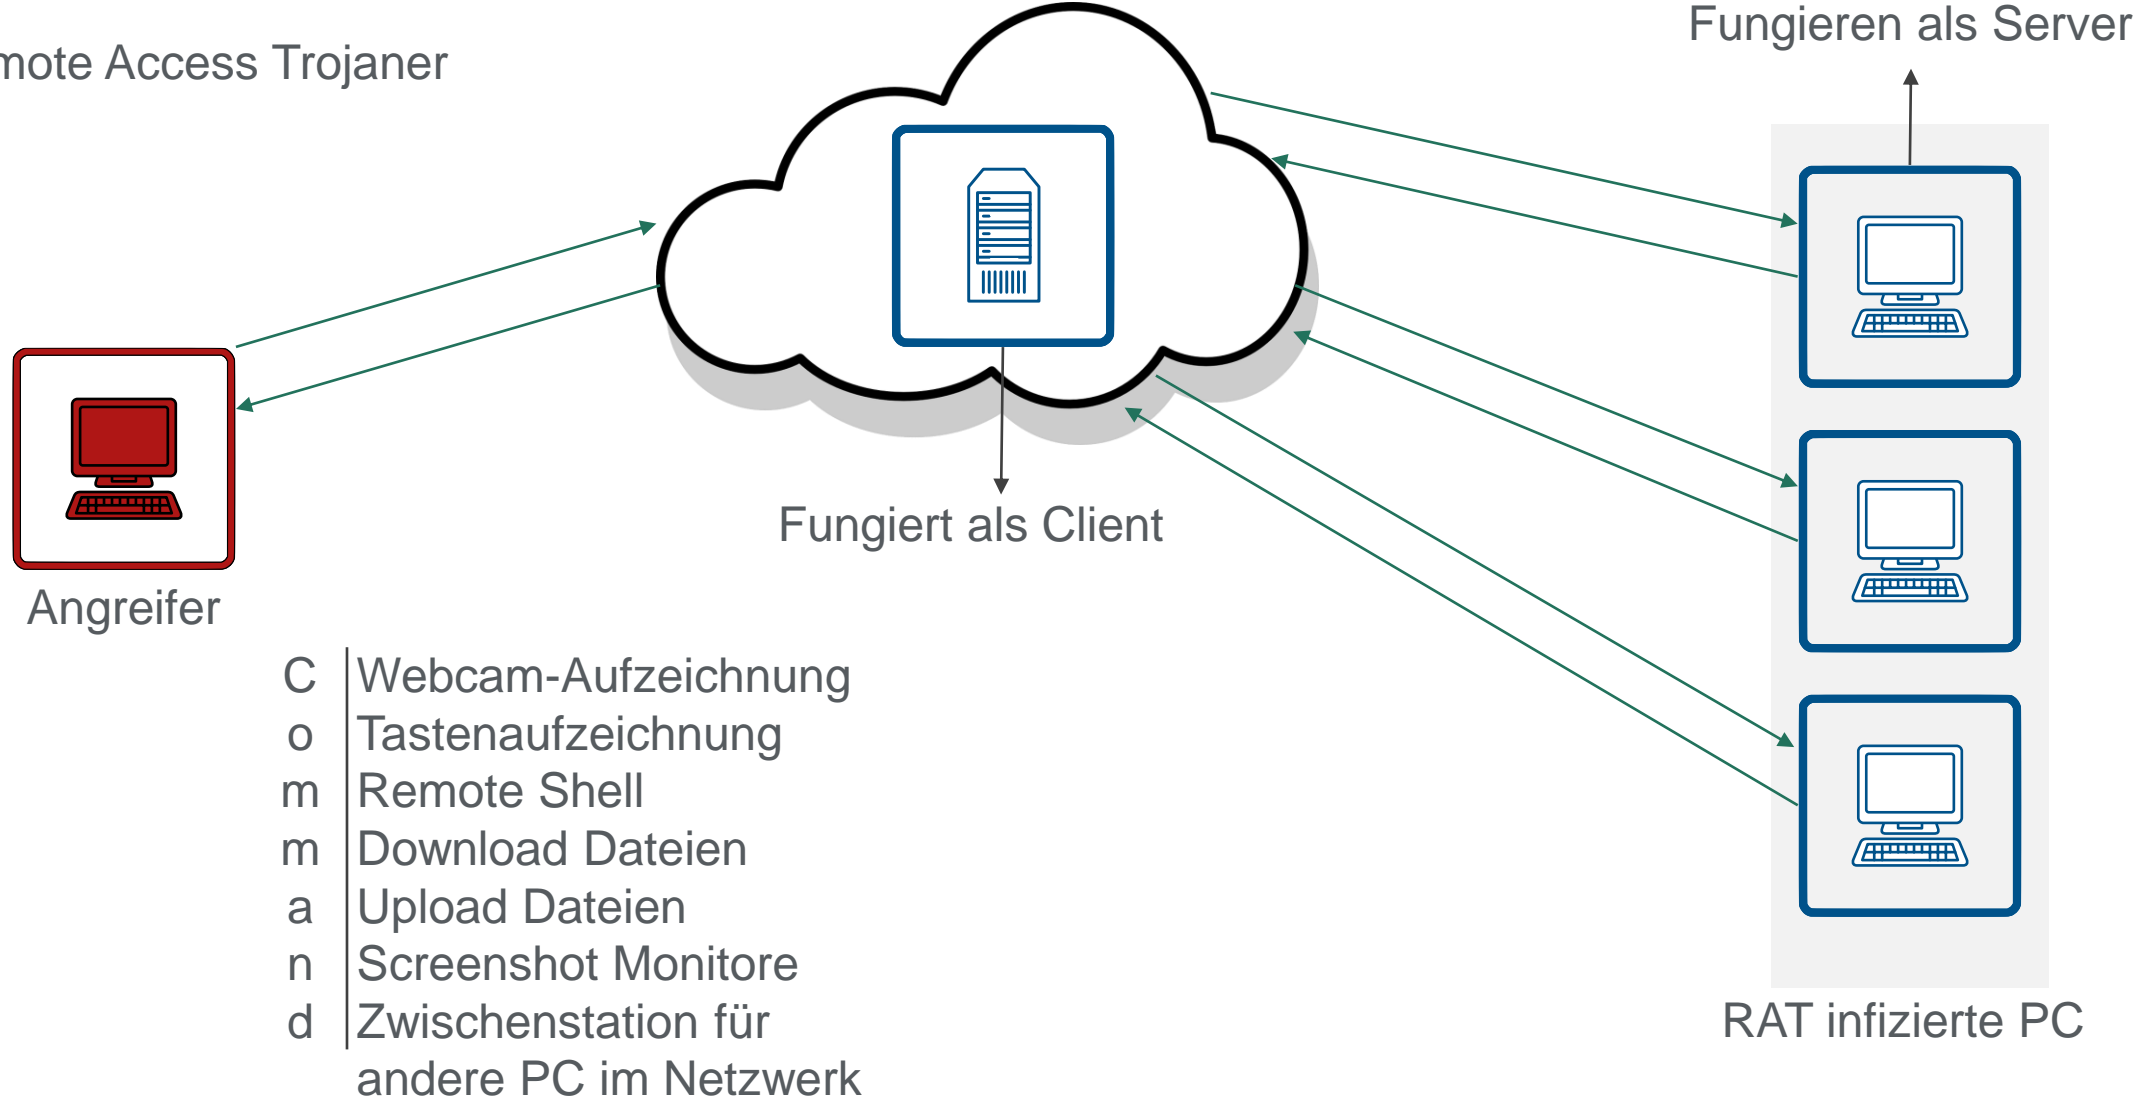 mote Access Trojaner
Fungieren als Server
Fungiert als Client
Angreifer
C Webcam-Aufzeichnung
o Tastenaufzeichnung
m Remote Shell
m Download Dateien
a Upload Dateien
n Screenshot Monitore
d Zwischenstation für
andere PC im Netzwerk
RAT infizierte PC